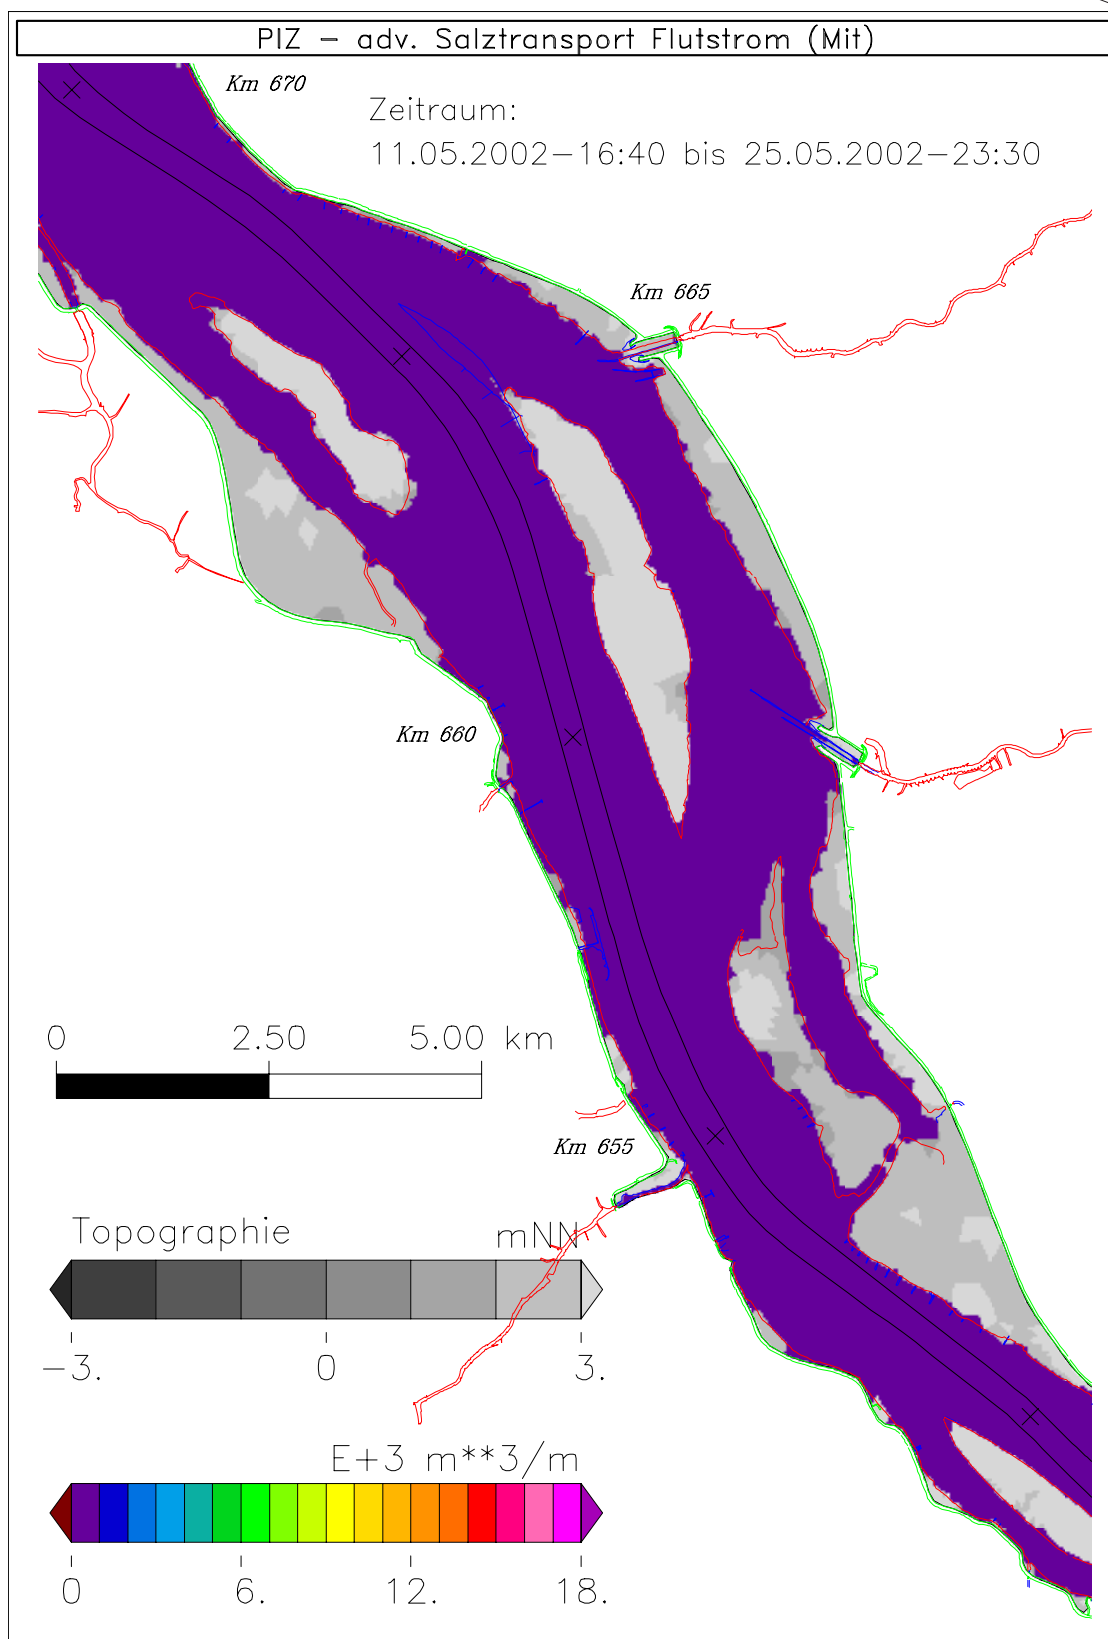 PIZ - adv. Salztransport Flutstrom (Mit)
Km 670
Zeitraum:
11.05.2002-16:40 bis 25.05.2002-23:30
Km 665
Km 660
0 2.50 5.00 km
Km 655
Topographie mNN
-3. 0 3.
E+3 m**3/m
0 6. 12. 18.